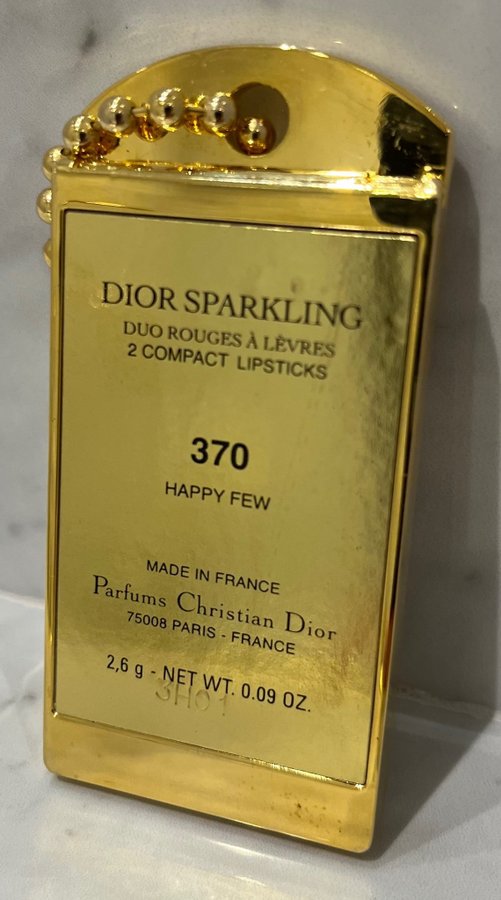 DIOR SPARKLING
DUO ROUGES À LÈVRES
2 COMPACT LIPSTICKS
370
HAPPY FEW
MADE IN FRANCE
Parfums Christian Dior
75008 PARIS - FRANCE
2,6 g - NET WT. 0.09 OZ.
3H01